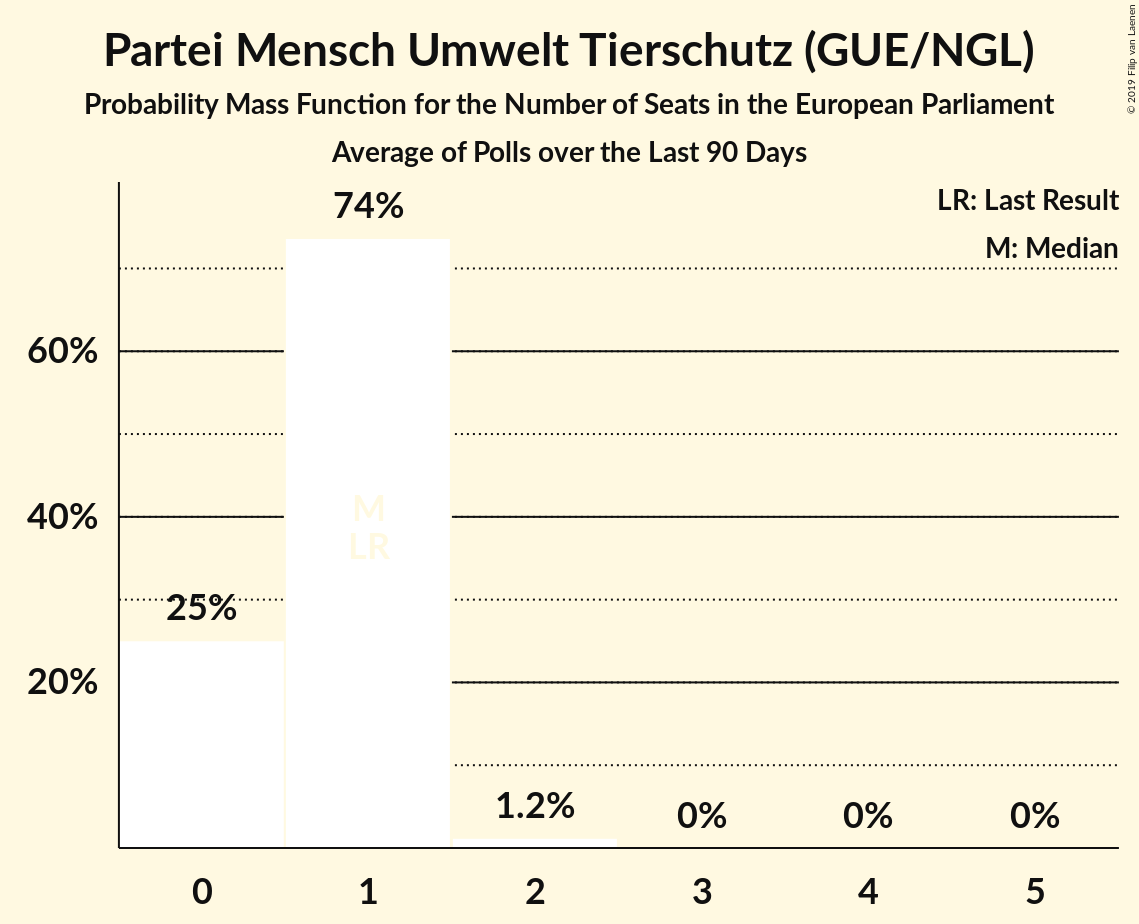 Partei Mensch Umwelt Tierschutz (GUE/NGL)
Probability Mass Function for the Number of Seats in the European Parliament
Average of Polls over the Last 90 Days
© 2019 Filip van Laenen
LR: Last Result
M: Median
74%
60%
M
40%
LR
25%
20%
1.2%
0%
0%
0%
0
1
2
3
4
5